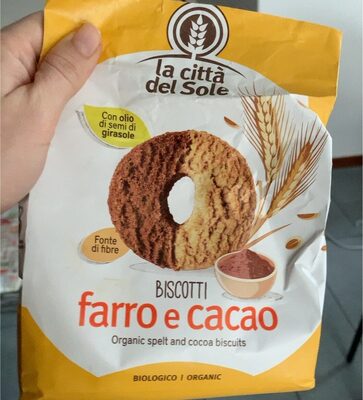 la città
del Sole
Con olio
di semi di
girasole
Fonte
di fibre
BISCOTTI
farro e cacao
Organic spelt and cocoa biscuits
BIOLOGICO | ORGANIC